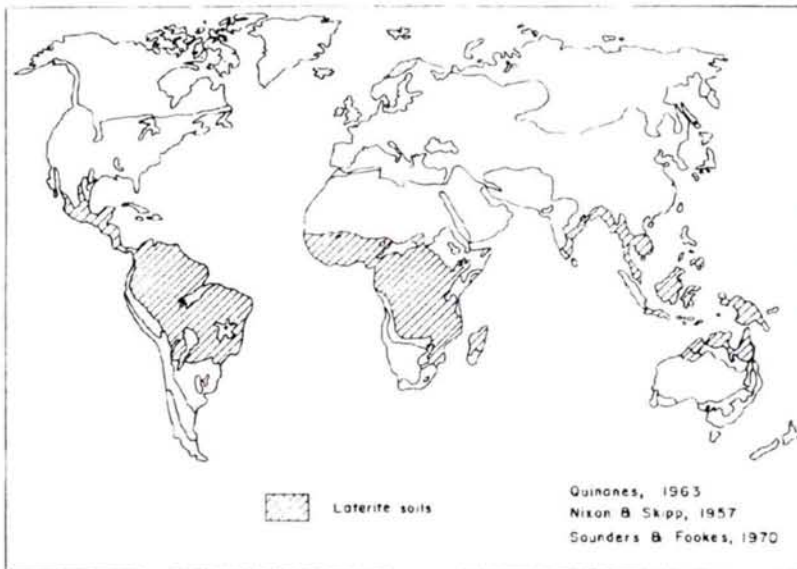 Laterite soils
Quinones, 1963
Nixon & Skipp, 1957
Saunders & Fookes, 1970